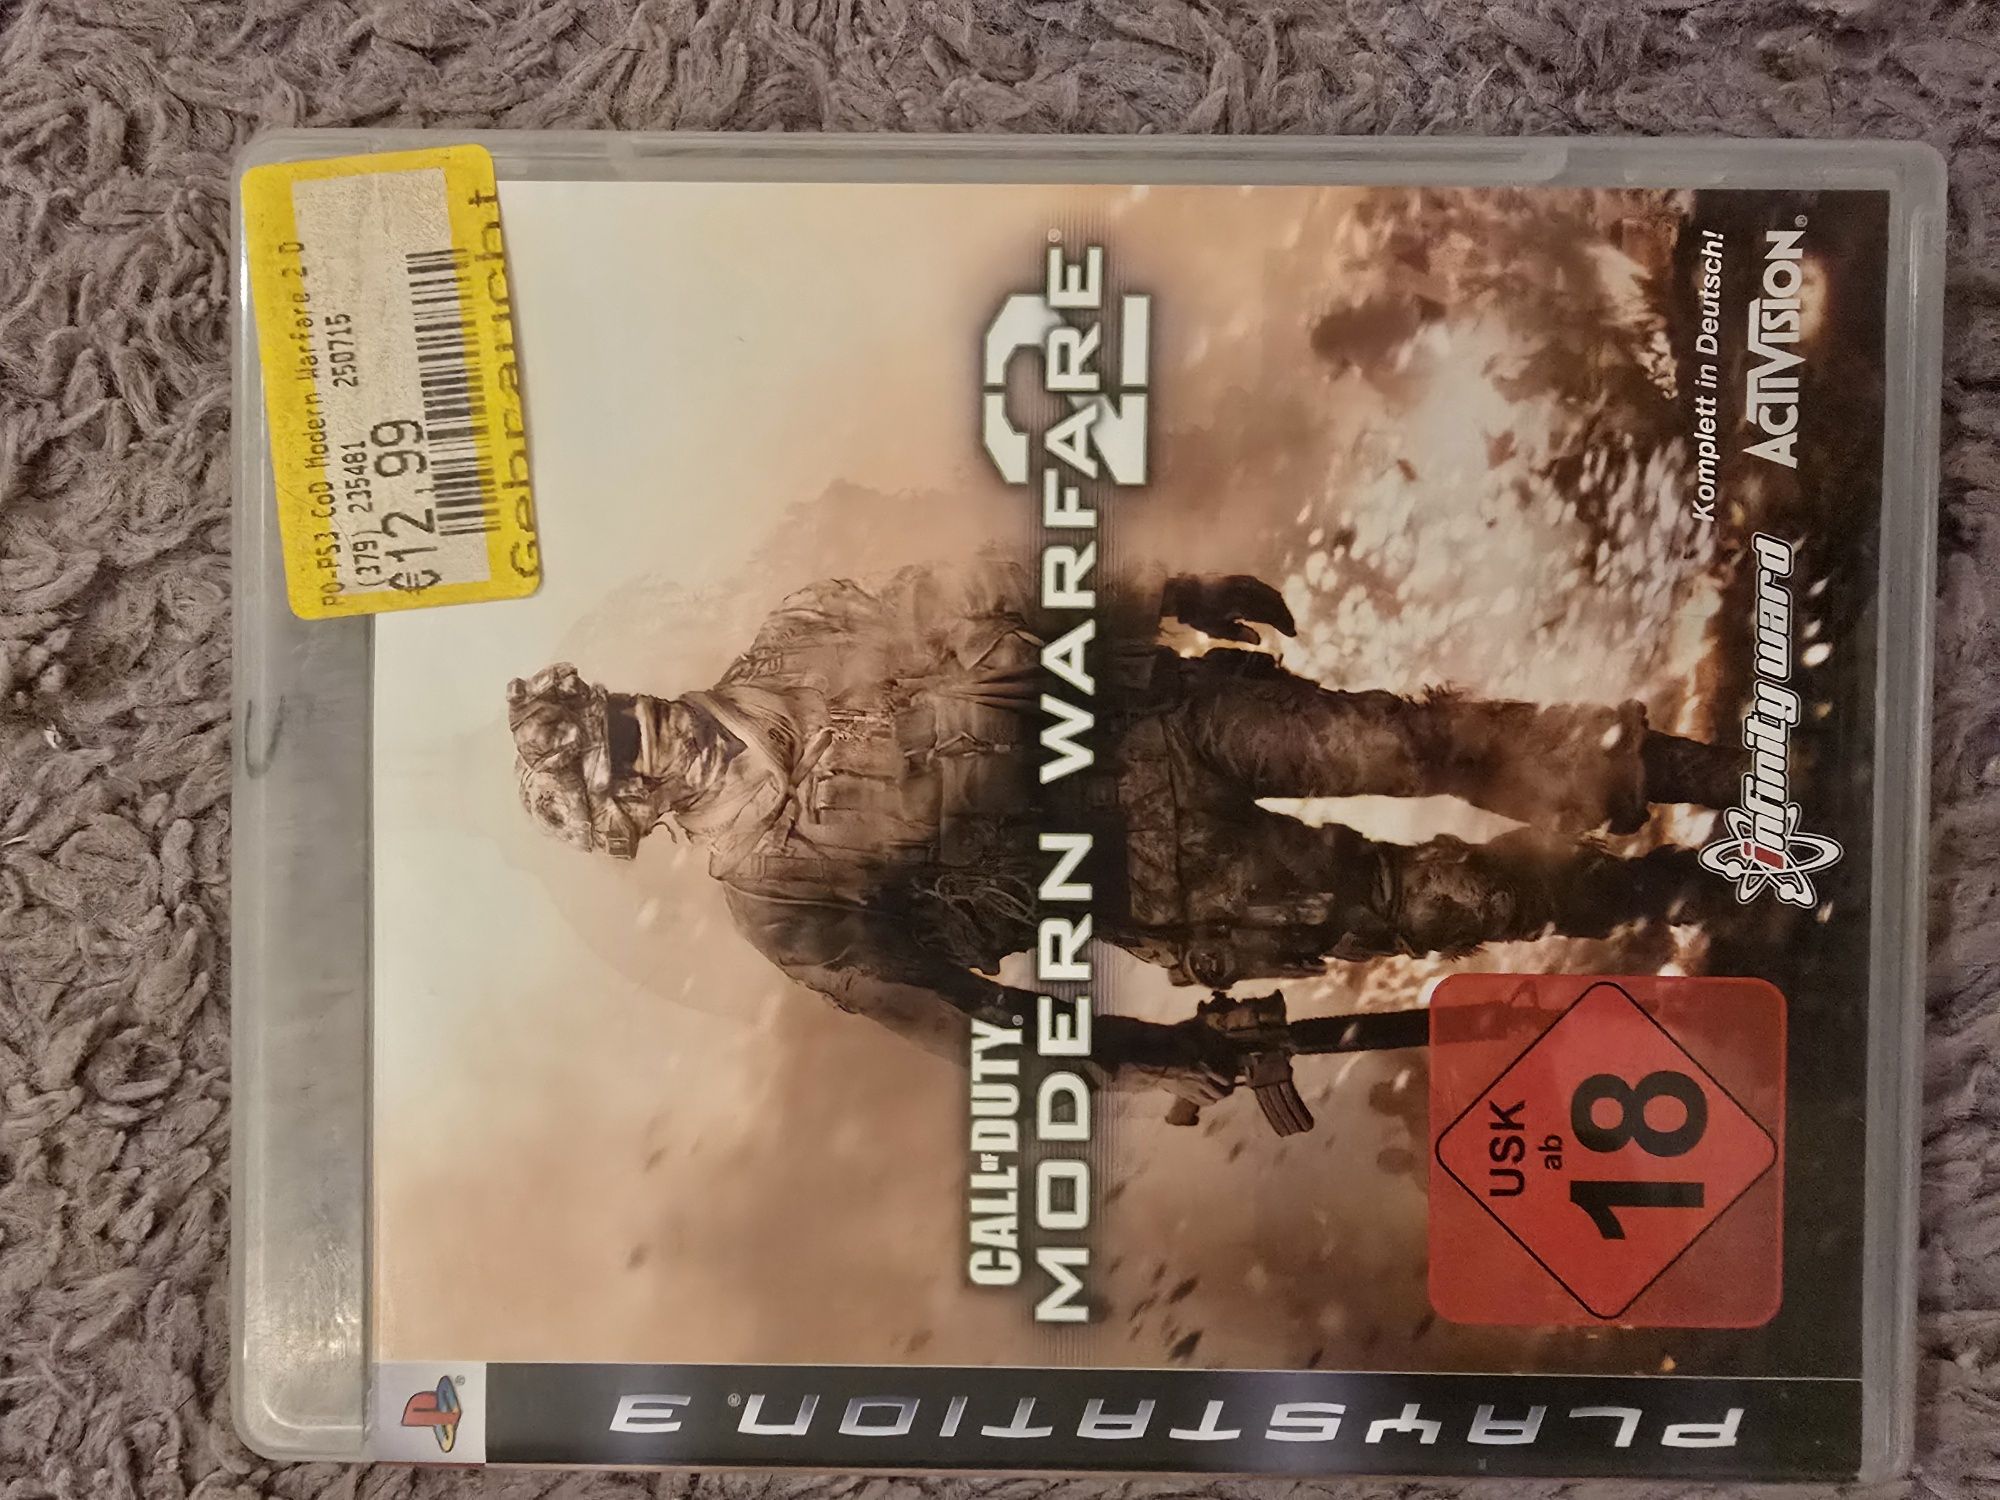 PO-PS3 CoD Modern Warfare 2 D
(379) 235481 250715
€12.99
Gebraucht
PLAYSTATION 3
CALL OF DUTY
MODERN WARFARE 2
USK
ab
18
infinity ward
Komplett in Deutsch!
ACTIVISION